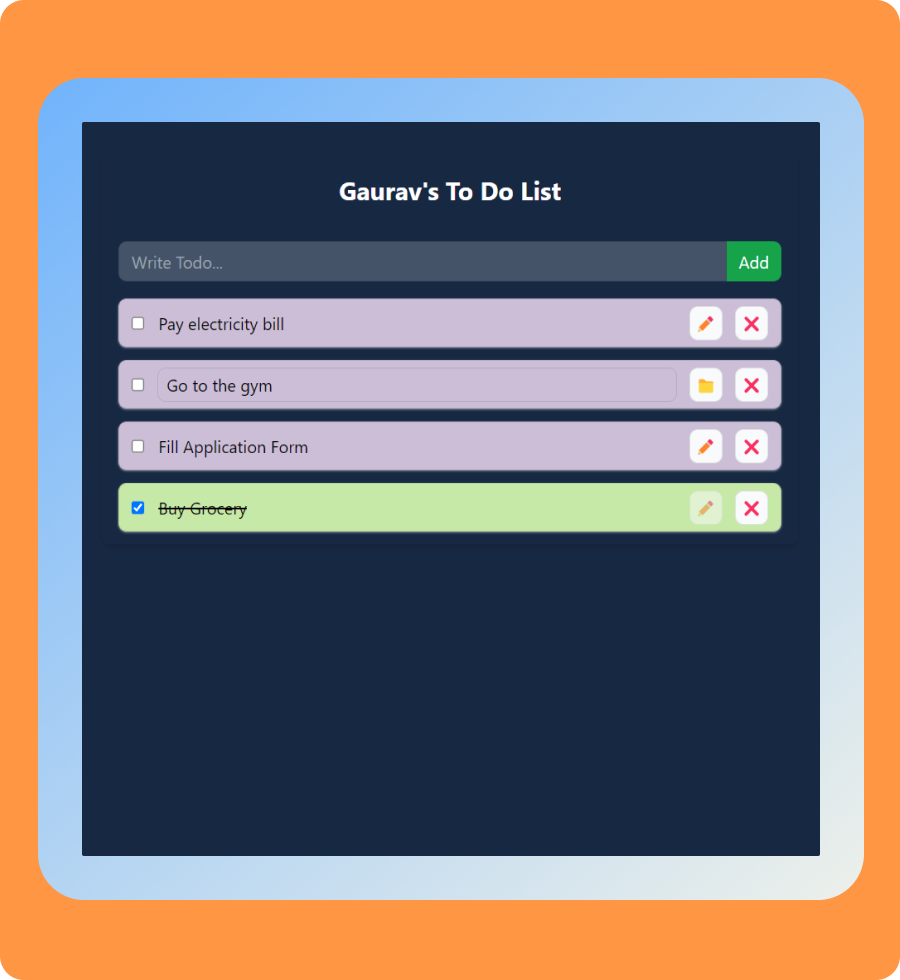 Gaurav's To Do List
Write Todo...
Add
Pay electricity bill
Go to the gym
Fill Application Form
Buy Grocery